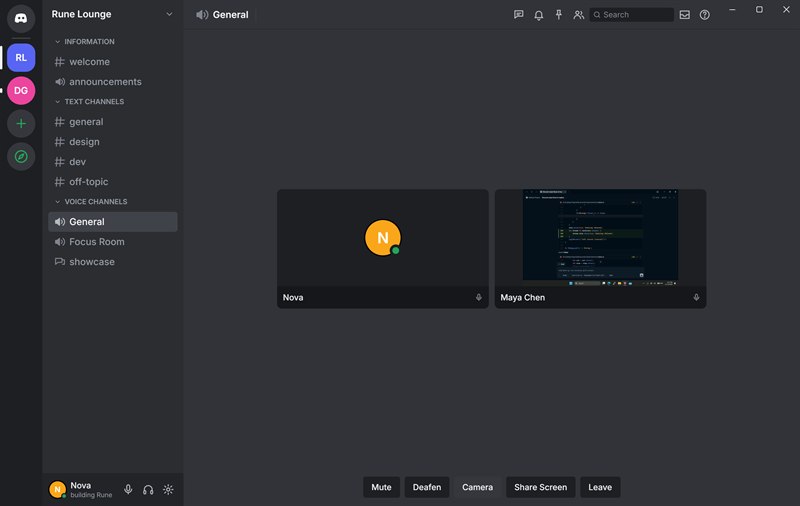 Rune Lounge
General
Search
RL
DG
INFORMATION
welcome
announcements
TEXT CHANNELS
general
design
dev
off-topic
VOICE CHANNELS
General
Focus Room
showcase
N
Nova
Maya Chen
N
Nova
building Rune
Mute
Deafen
Camera
Share Screen
Leave